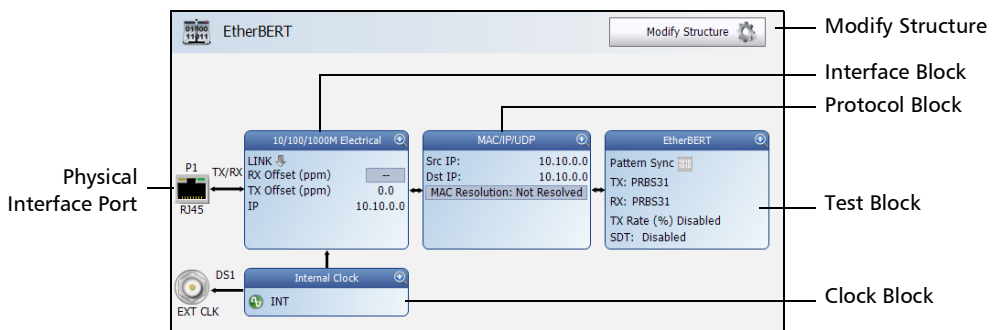 01000
11011
EtherBERT
Modify Structure
Modify Structure
Interface Block
Protocol Block
10/100/1000M Electrical
LINK
RX Offset (ppm) --
TX Offset (ppm) 0.0
IP 10.10.0.0
MAC/IP/UDP
Src IP: 10.10.0.0
Dst IP: 10.10.0.0
MAC Resolution: Not Resolved
EtherBERT
Pattern Sync
TX: PRBS31
RX: PRBS31
TX Rate (%) Disabled
SDT: Disabled
Physical
Interface Port
P1
TX/RX
RJ45
Test Block
DS1
EXT CLK
Internal Clock
INT
Clock Block